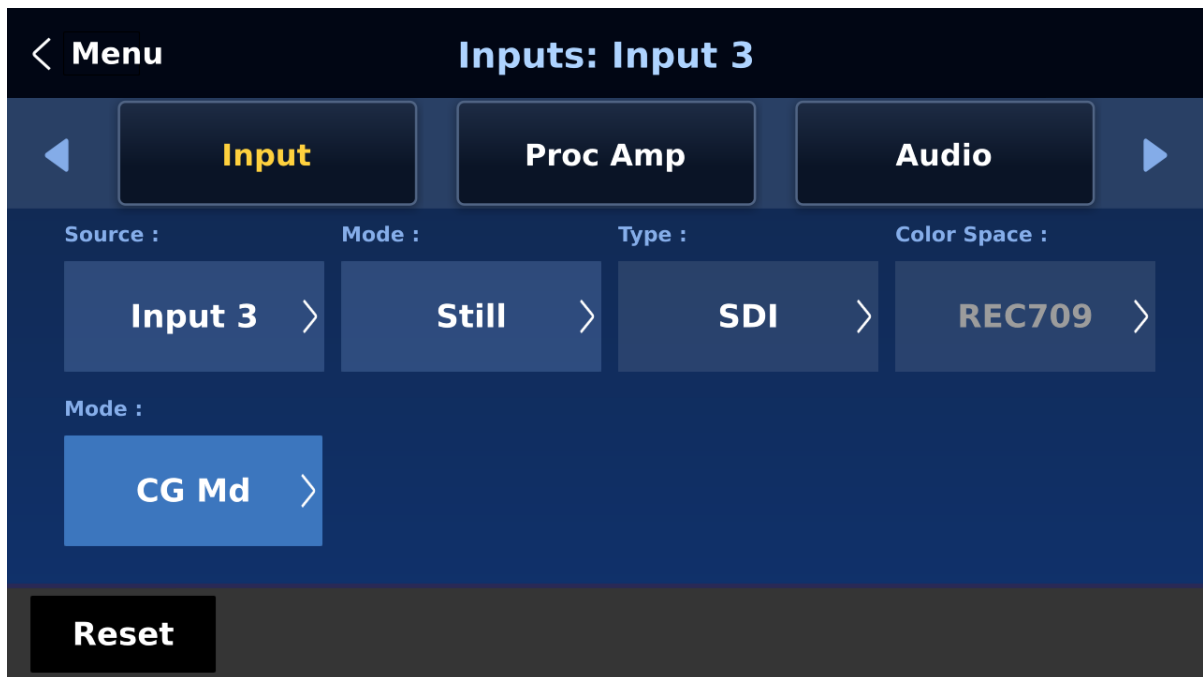 Menu
Inputs: Input 3
Input
Proc Amp
Audio
Source :
Mode :
Type :
Color Space :
Input 3
Still
SDI
REC709
Mode :
CG Md
Reset